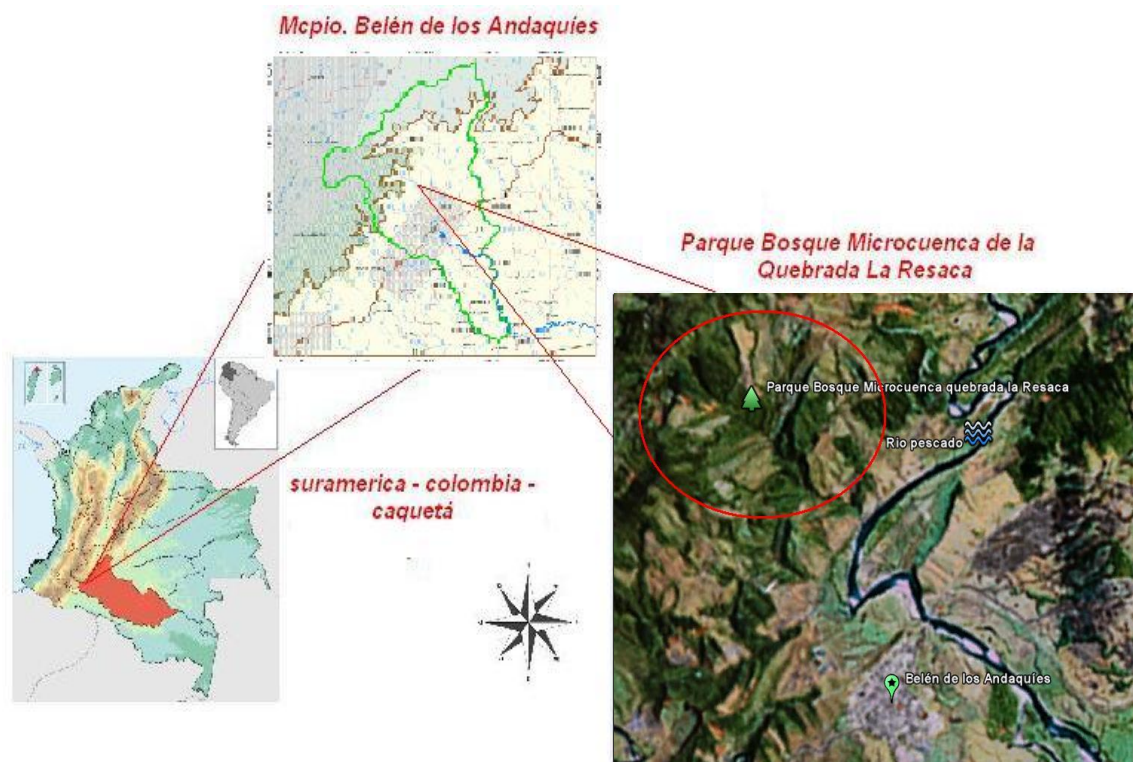 Mcpio. Belén de los Andaquíes
Parque Bosque Microcuenca de la
Quebrada La Resaca
Parque Bosque Microcuenca quebrada la Resaca
Rio pescado
suramerica - colombia -
caquetá
Belén de los Andaquíes